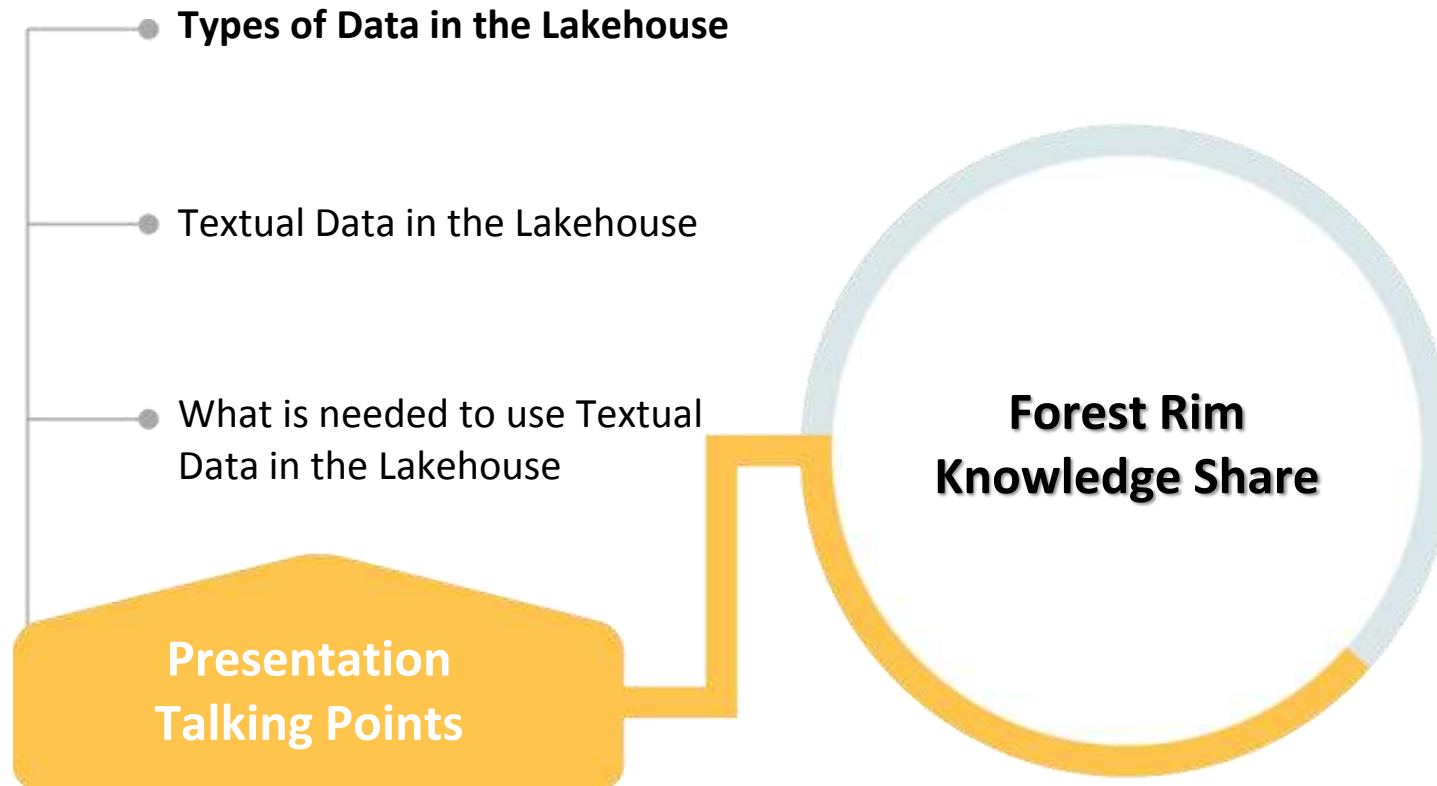 Types of Data in the Lakehouse
Textual Data in the Lakehouse
What is needed to use Textual
Data in the Lakehouse
Presentation
Talking Points
Forest Rim
Knowledge Share